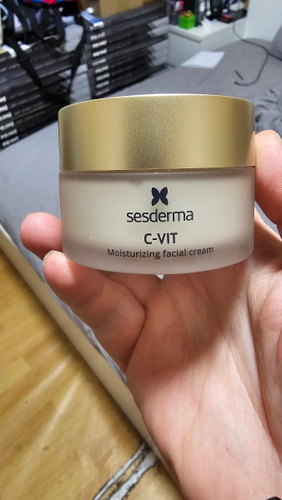 sesderma
C-VIT
Moisturizing facial cream